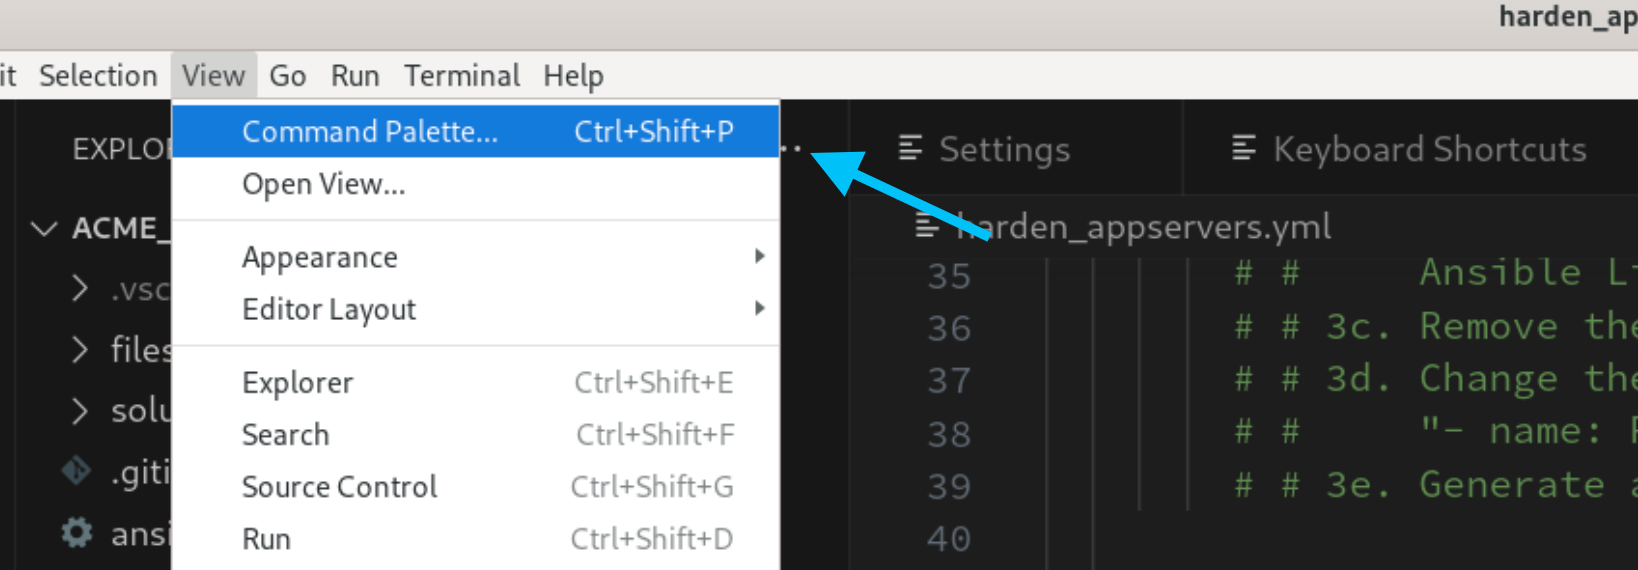 harden_ap
it Selection View Go Run Terminal Help
EXPLO
Command Palette... Ctrl+Shift+P
Open View...
Appearance
Editor Layout
Explorer Ctrl+Shift+E
Search Ctrl+Shift+F
Source Control Ctrl+Shift+G
Run Ctrl+Shift+D
ACME_
.vsc
files
solu
.giti
ansi
Settings Keyboard Shortcuts
harden_appservers.yml
35 # # Ansible Li
36 # # 3c. Remove the
37 # # 3d. Change the
38 # # "- name:
39 # # 3e. Generate a
40